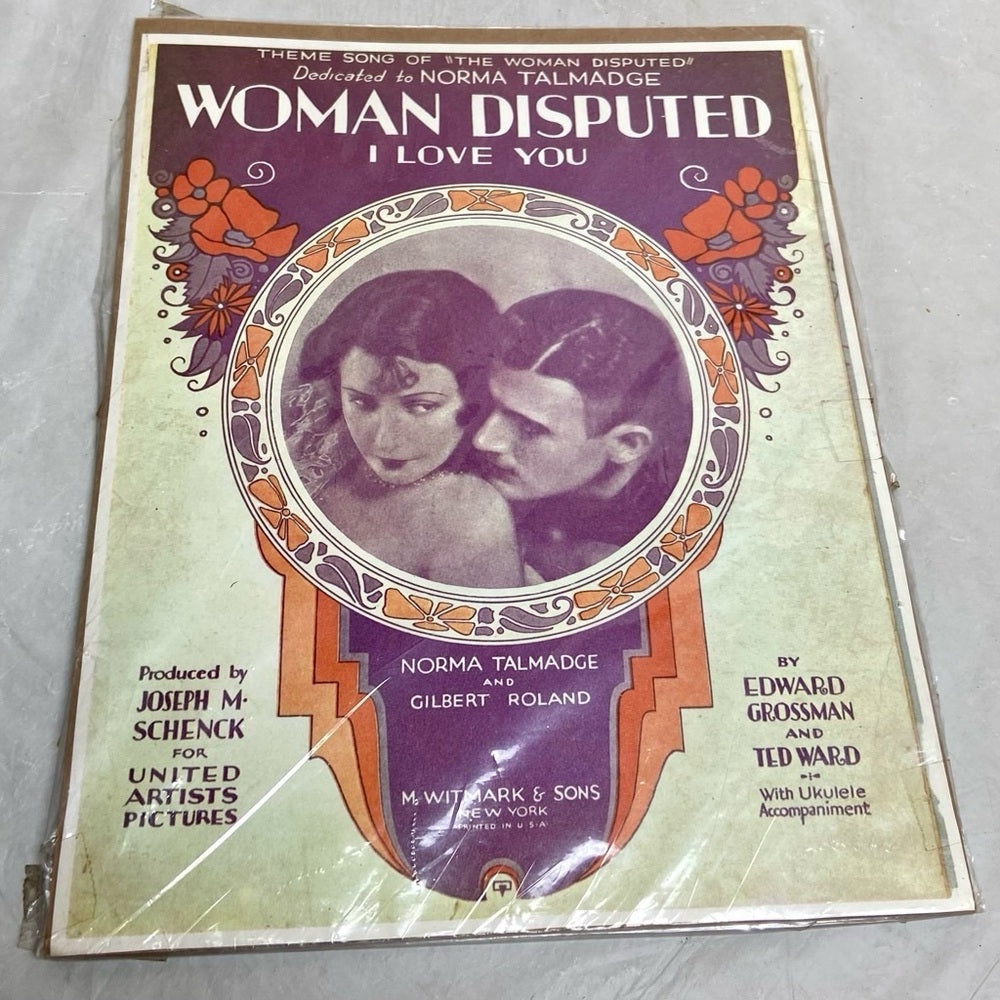 THEME SONG OF "THE WOMAN DISPUTED"
Dedicated to NORMA TALMADGE
WOMAN DISPUTED
I LOVE YOU
NORMA TALMADGE
AND
GILBERT ROLAND
Produced by
JOSEPH M.
SCHENCK
FOR
UNITED
ARTISTS
PICTURES
BY
EDWARD
GROSSMAN
AND
TED WARD
With Ukulele
Accompaniment
M. WITMARK & SONS
NEW YORK
PRINTED IN U.S.A.